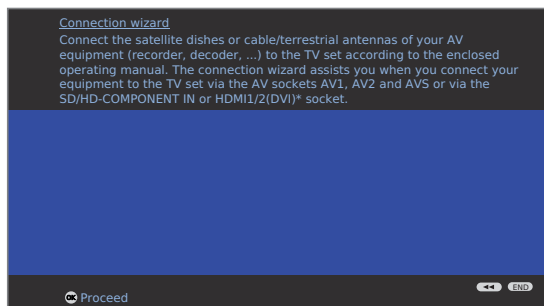 Connection wizard
Connect the satellite dishes or cable/terrestrial antennas of your AV
equipment (recorder, decoder, ...) to the TV set according to the enclosed
operating manual. The connection wizard assists you when you connect your
equipment to the TV set via the AV sockets AV1, AV2 and AVS or via the
SD/HD-COMPONENT IN or HDMI1/2(DVI)* socket.
END
OK Proceed